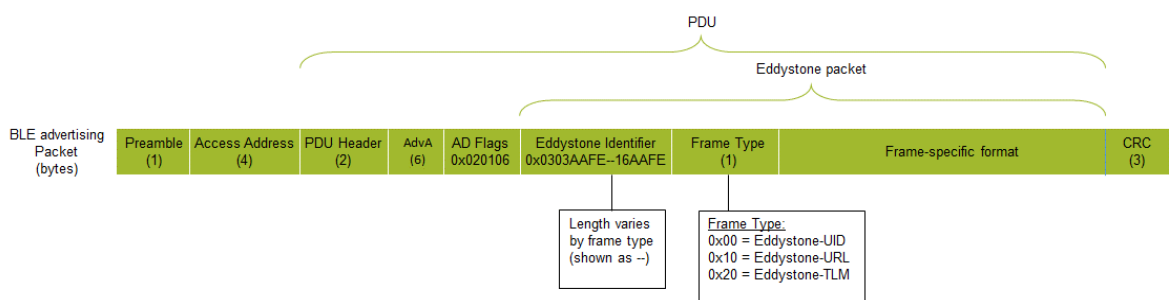 PDU
Eddystone packet
BLE advertising
Packet
(bytes)
Preamble
(1)
Access Address
(4)
PDU Header
(2)
AdvA
(6)
AD Flags
0x020106
Eddystone Identifier
0x0303AAFE--16AAFE
Frame Type
(1)
Frame-specific format
CRC
(3)
Length varies
by frame type
(shown as --)
Frame Type:
0x00 = Eddystone-UID
0x10 = Eddystone-URL
0x20 = Eddystone-TLM